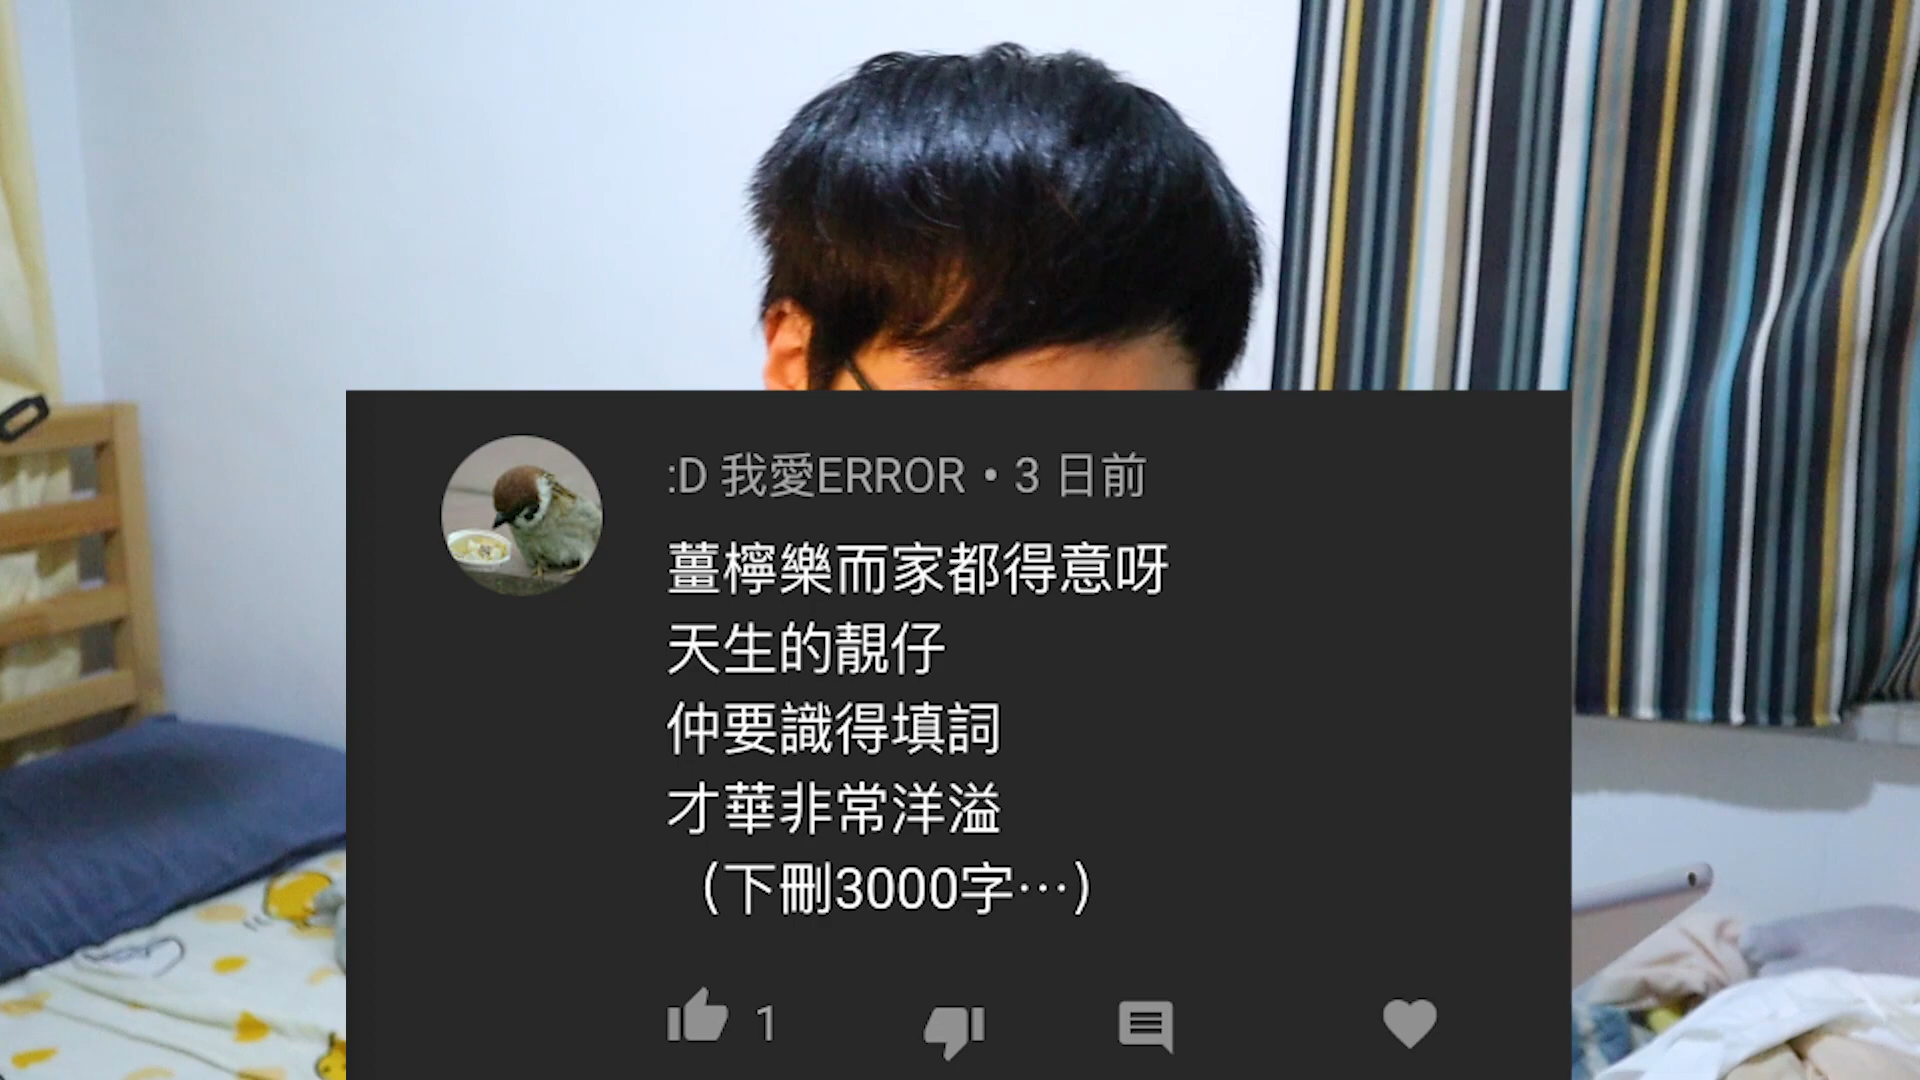 :D 我愛ERROR • 3 日前
薑檸樂而家都得意呀
天生的靚仔
仲要識得填詞
才華非常洋溢
（下刪3000字…）
1